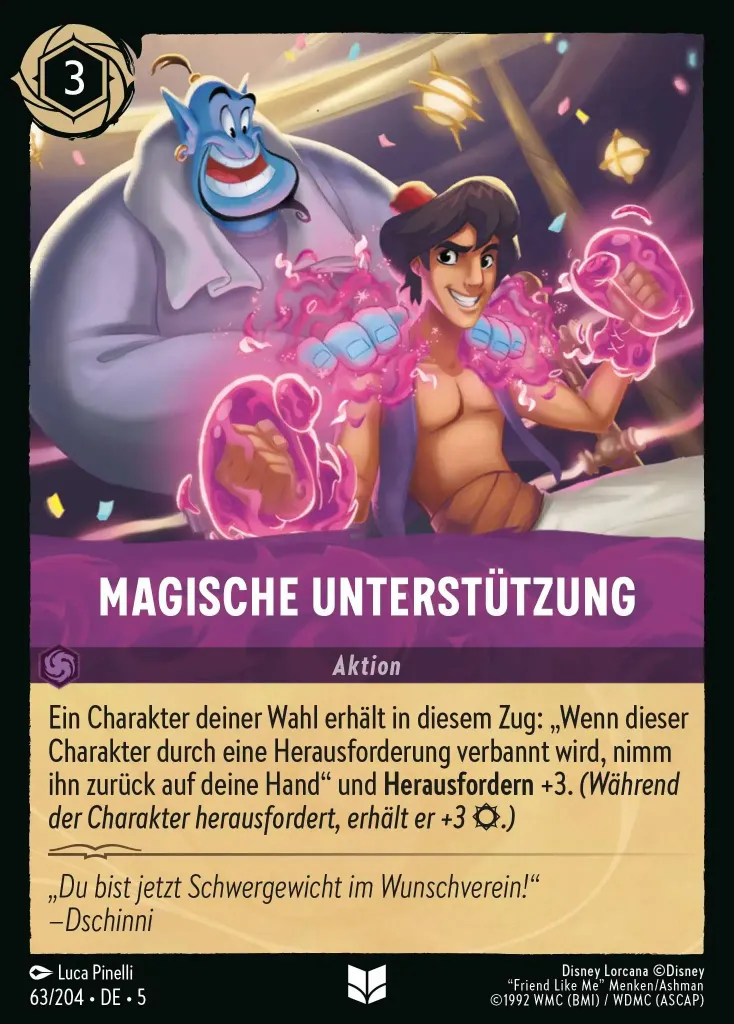 3
MAGISCHE UNTERSTÜTZUNG
Aktion
Ein Charakter deiner Wahl erhält in diesem Zug: „Wenn dieser
Charakter durch eine Herausforderung verbannt wird, nimm
ihn zurück auf deine Hand“ und Herausfordern +3. (Während
der Charakter herausfordert, erhält er +3 .)
„Du bist jetzt Schwergewicht im Wunschverein!“
—Dschinni
Luca Pinelli
63/204 • DE • 5
Disney Lorcana ©Disney
“Friend Like Me” Menken/Ashman
©1992 WMC (BMI) / WDMC (ASCAP)